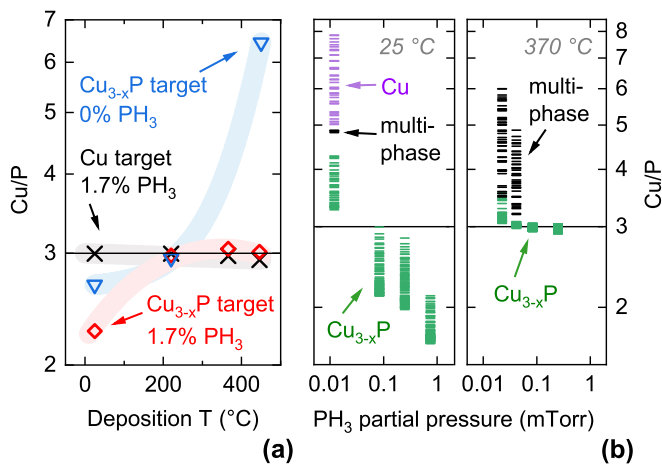 7
6
5
4
3
2
Cu/P
Cu₃₋ₓP target
0% PH₃
Cu target
1.7% PH₃
Cu₃₋ₓP target
1.7% PH₃
0
200
400
Deposition T (°C)
(a)
25 °C
Cu
multi-
phase
Cu₃₋ₓP
0.01
0.1
1
370 °C
multi-
phase
Cu₃₋ₓP
0.01
0.1
1
8
7
6
5
4
3
2
Cu/P
PH₃ partial pressure (mTorr)
(b)